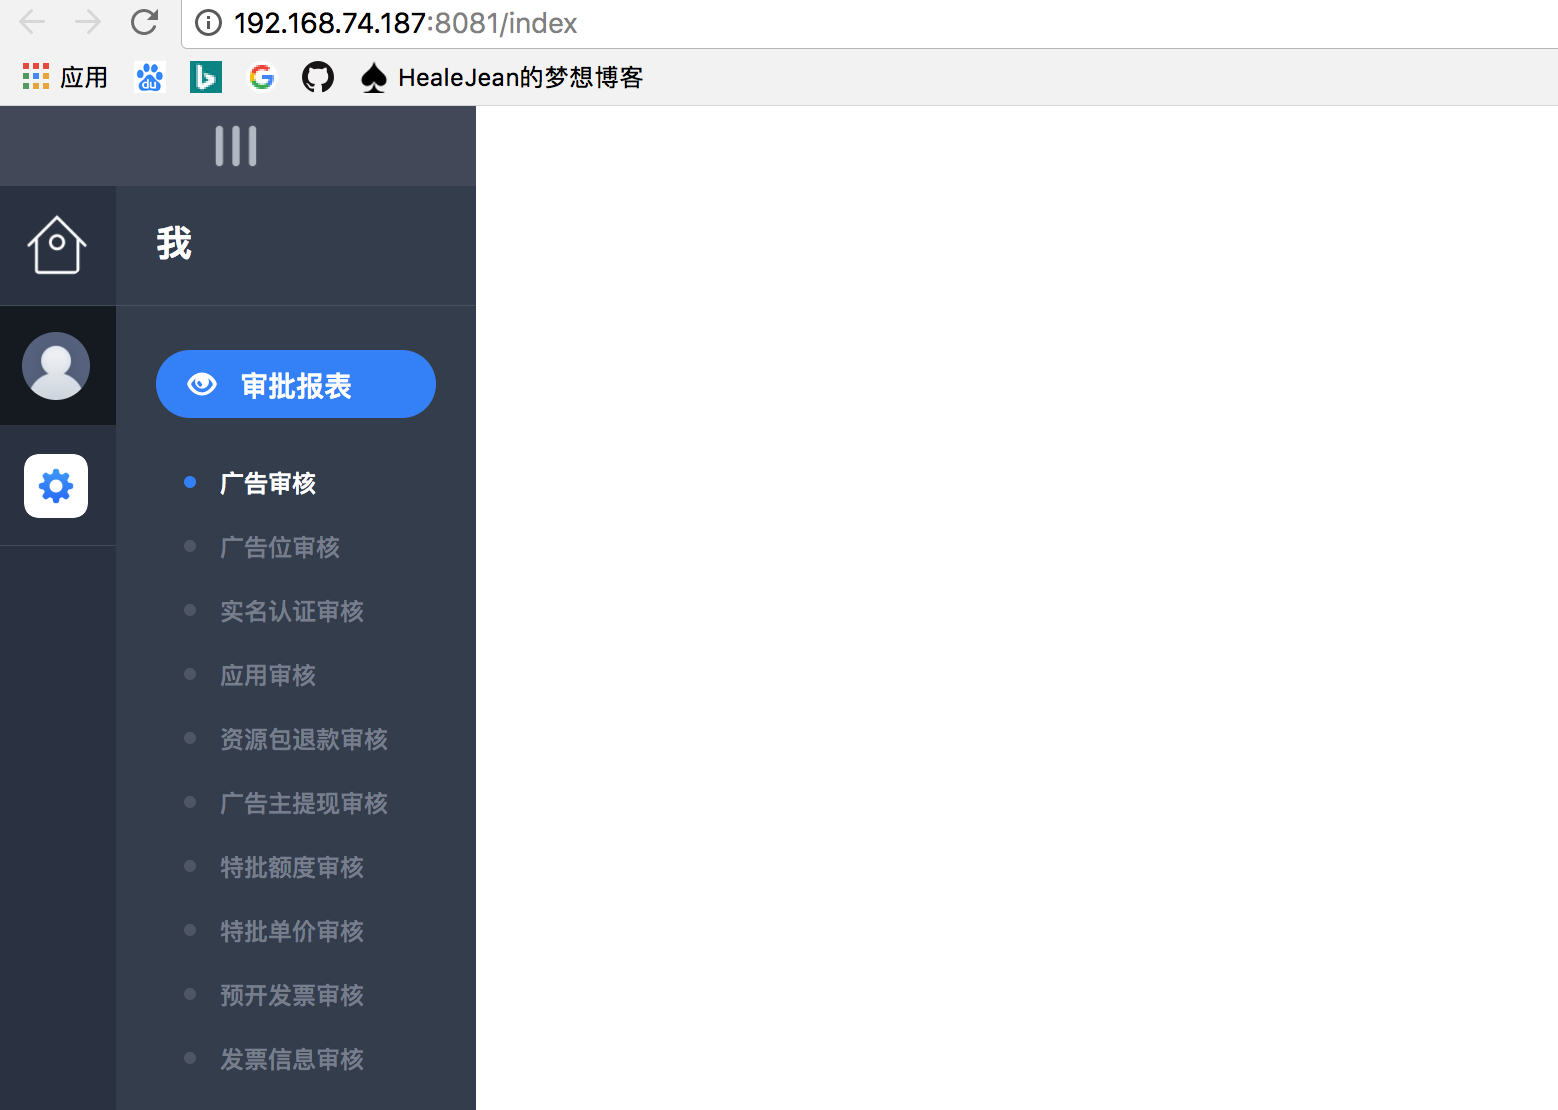 192.168.74.187:8081/index
应用 du HealeJean的梦想博客
我
审批报表
广告审核
广告位审核
实名认证审核
应用审核
资源包退款审核
广告主提现审核
特批额度审核
特批单价审核
预开发票审核
发票信息审核